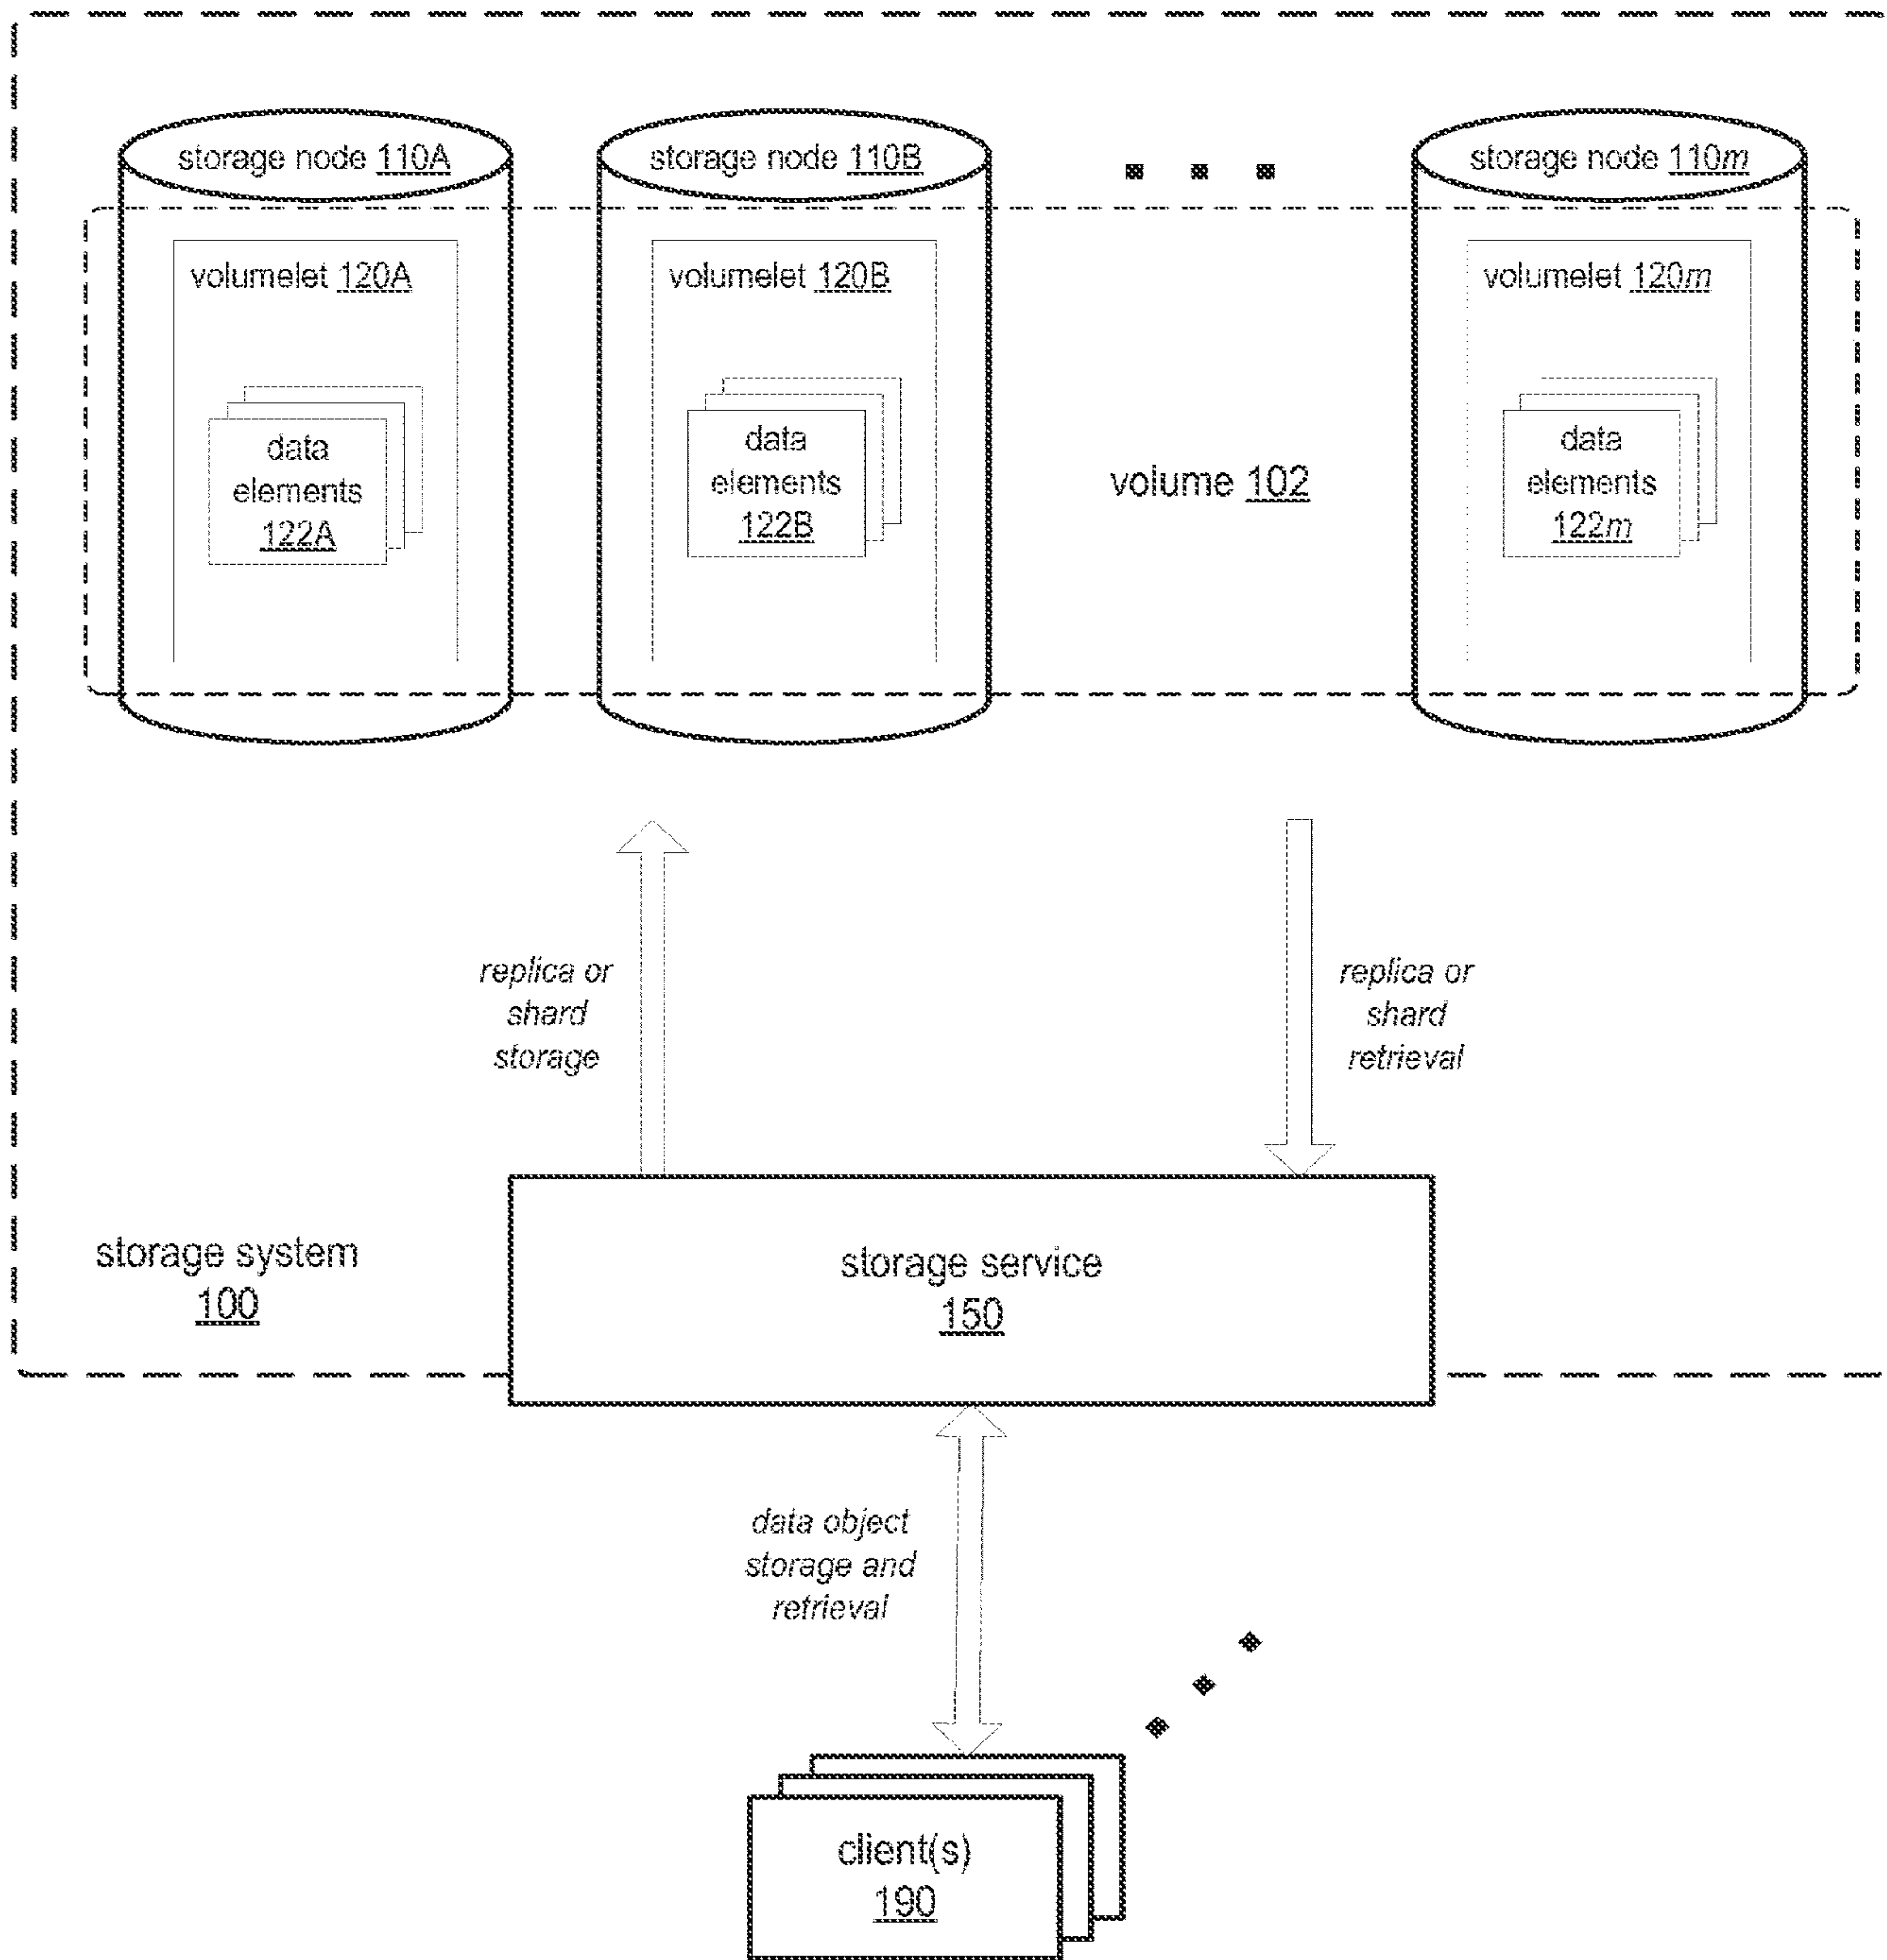 storage node 110A
storage node 110B
storage node 110m
volumelet 120A
volumelet 120B
volumelet 120m
data
elements
122A
data
elements
122B
volume 102
data
elements
122m
replica or
shard
storage
replica or
shard
retrieval
storage system
100
storage service
150
data object
storage and
retrieval
client(s)
190